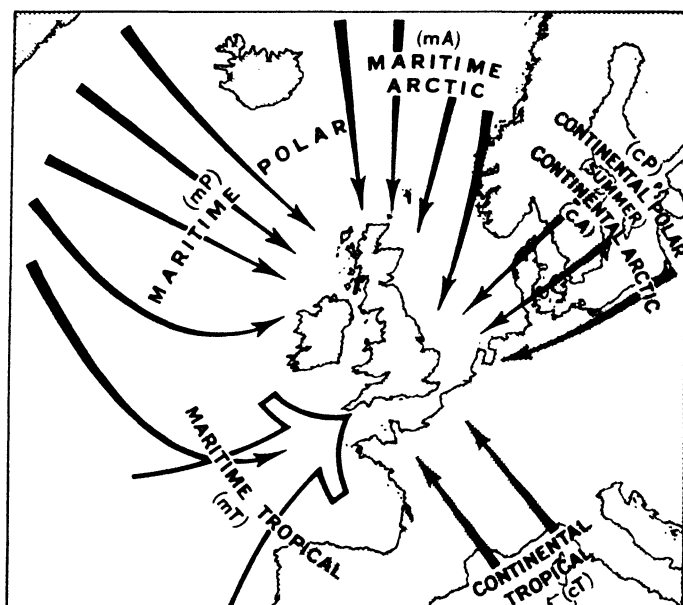 (mA)
MARITIME
ARCTIC
MARITIME POLAR
(mP)
CONTINENTAL POLAR
(cP)
(SUMMER)
CONTINENTAL ARCTIC
(cA)
MARITIME TROPICAL
(mT)
CONTINENTAL
TROPICAL
(cT)